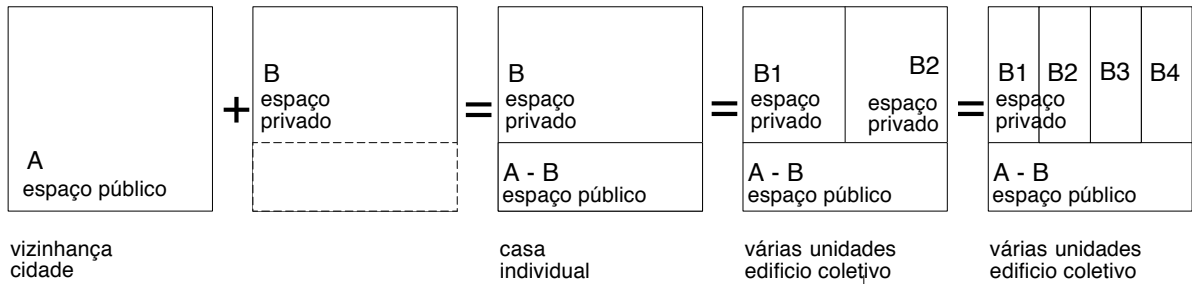 A
espaço público
vizinhança
cidade
+
B
espaço
privado
=
B
espaço
privado
A - B
espaço público
casa
individual
=
B1
espaço
privado
B2
espaço
privado
A - B
espaço público
várias unidades
edificio coletivo
=
B1 B2 B3 B4
espaço
privado
A - B
espaço público
várias unidades
edificio coletivo